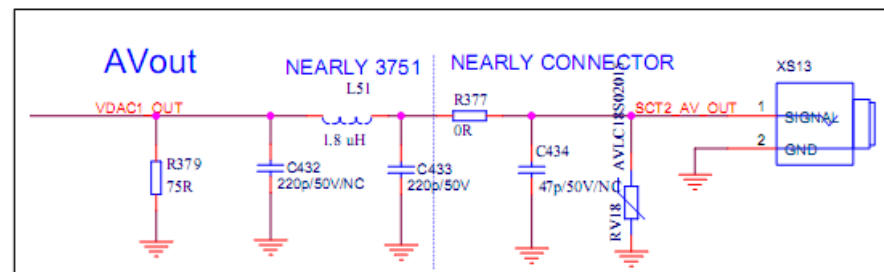 AVout
NEARLY 3751
NEARLY CONNECTOR
XS13
L51
VDAC1_OUT
R377
0R
SCT2_AV_OUT
1
SIGNAL
2
GND
1.8 uH
R379
75R
C432
220p/50V/NC
C433
220p/50V
C434
47p/50V/NC
RV18